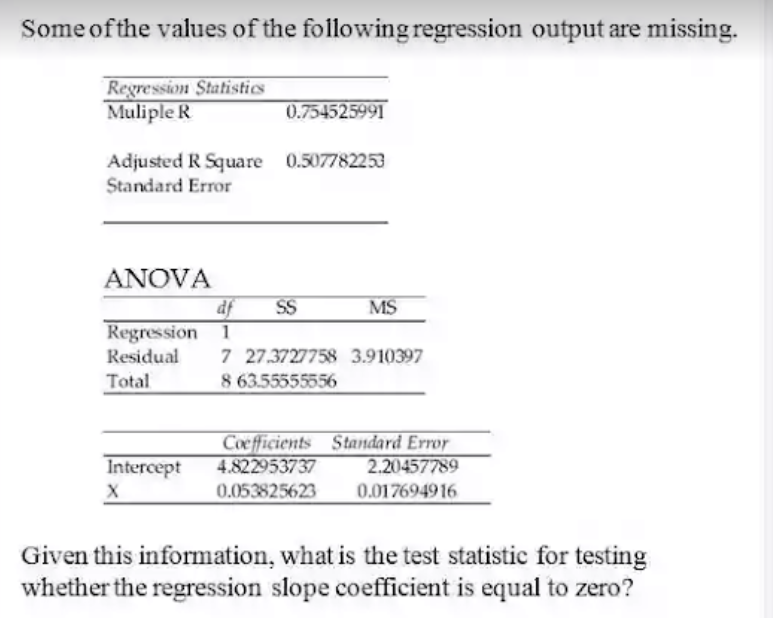 Some of the values of the following regression output are missing.
Regression Statistics
Muliple R 0.754525991
Adjusted R Square 0.507782253
Standard Error
ANOVA
df SS MS
Regression 1
Residual 7 27.3727758 3.910397
Total 8 63.55555556
Coefficients Standard Error
Intercept 4.822953737 2.20457789
X 0.053825623 0.017694916
Given this information, what is the test statistic for testing
whether the regression slope coefficient is equal to zero?